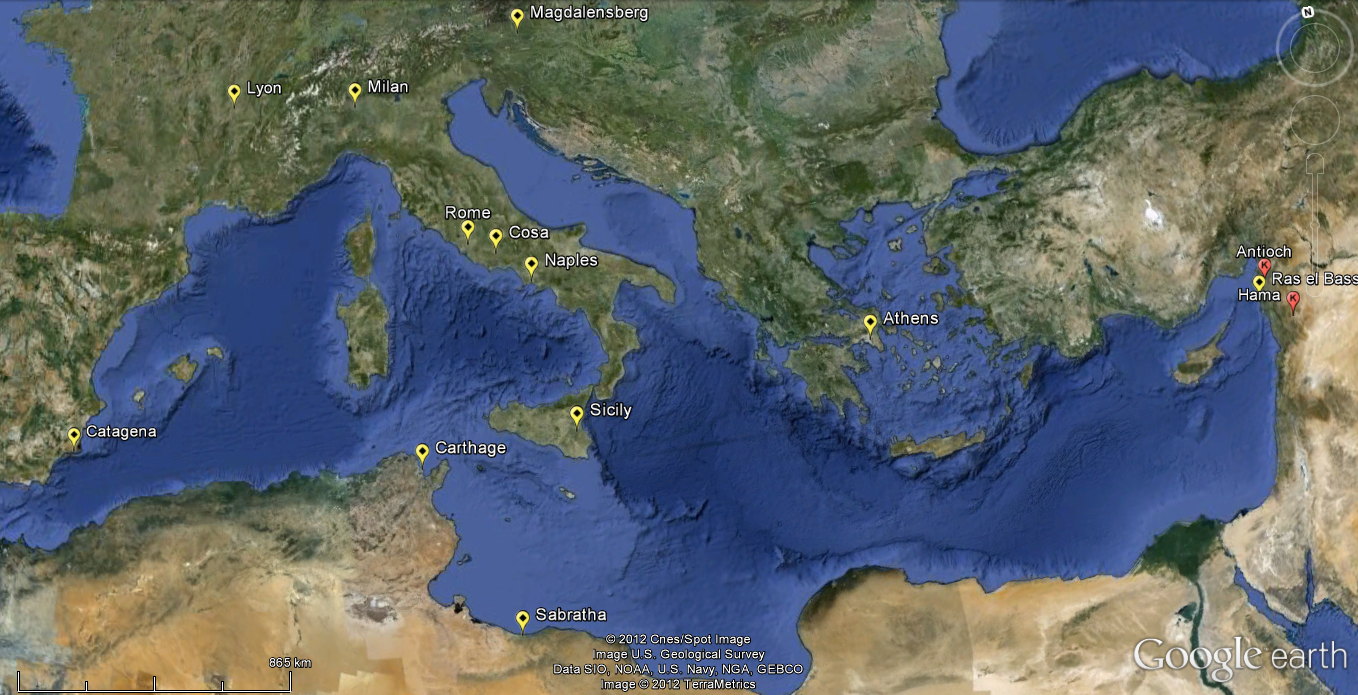 Magdalensberg
N
Lyon
Milan
Rome
Cosa
Naples
Antioch
K
Ras el Bass
Hama
K
Athens
Sicily
Catagena
Carthage
Sabratha
© 2012 Cnes/Spot Image
Image U.S. Geological Survey
Data SIO, NOAA, U.S. Navy, NGA, GEBCO
Image © 2012 TerraMetrics
865 km
Google earth